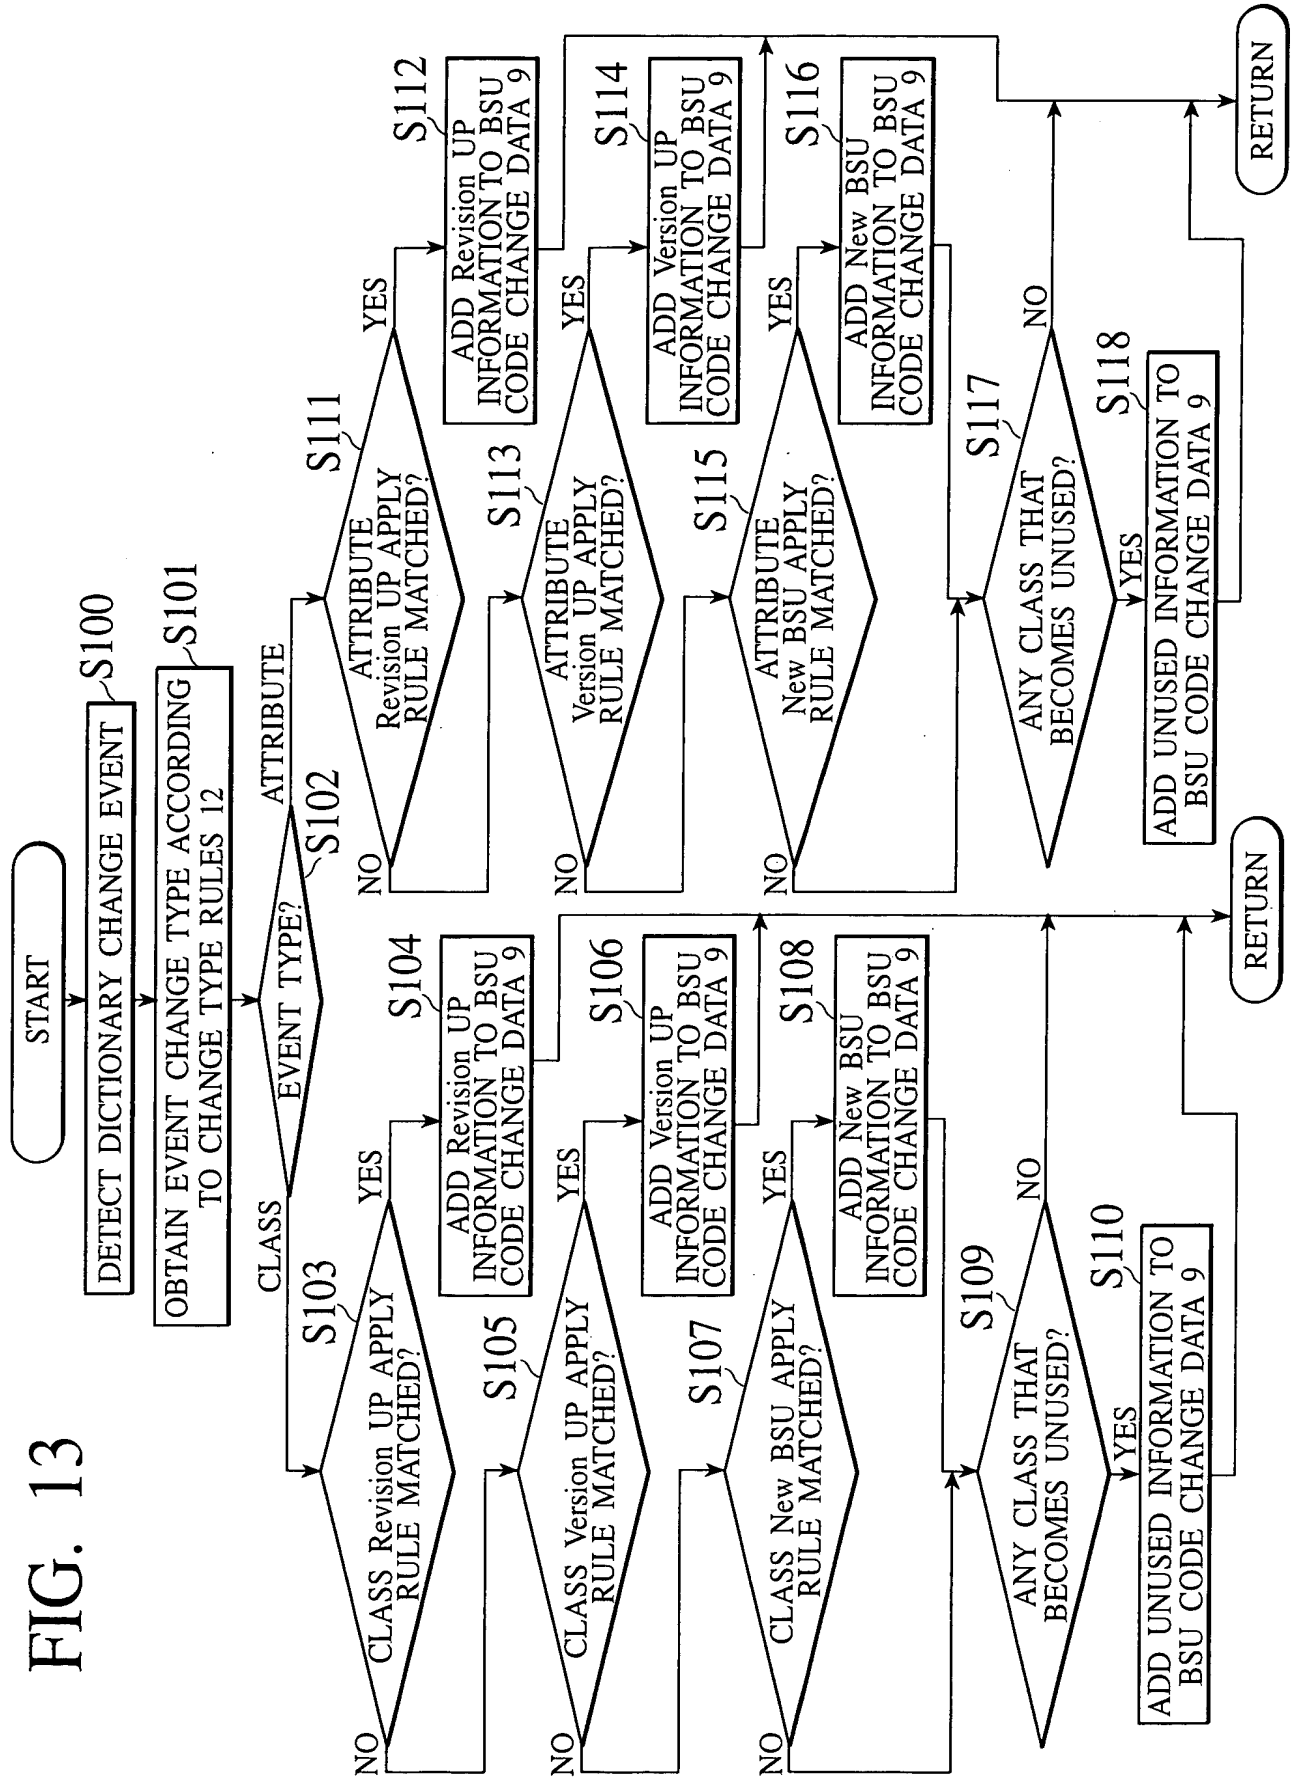 FIG. 13
START
DETECT DICTIONARY CHANGE EVENT
S100
OBTAIN EVENT CHANGE TYPE ACCORDING
TO CHANGE TYPE RULES 12
S101
EVENT TYPE?
S102
CLASS
ATTRIBUTE
CLASS Revision UP APPLY
RULE MATCHED?
S103
YES
NO
ADD Revision UP
INFORMATION TO BSU
CODE CHANGE DATA 9
S104
CLASS Version UP APPLY
RULE MATCHED?
S105
YES
NO
ADD Version UP
INFORMATION TO BSU
CODE CHANGE DATA 9
S106
CLASS New BSU APPLY
RULE MATCHED?
S107
YES
NO
ADD New BSU
INFORMATION TO BSU
CODE CHANGE DATA 9
S108
ANY CLASS THAT
BECOMES UNUSED?
S109
NO
YES
ADD UNUSED INFORMATION TO
BSU CODE CHANGE DATA 9
S110
RETURN
ATTRIBUTE
Revision UP APPLY
RULE MATCHED?
S111
YES
NO
ADD Revision UP
INFORMATION TO BSU
CODE CHANGE DATA 9
S112
ATTRIBUTE
Version UP APPLY
RULE MATCHED?
S113
YES
NO
ADD Version UP
INFORMATION TO BSU
CODE CHANGE DATA 9
S114
ATTRIBUTE
New BSU APPLY
RULE MATCHED?
S115
YES
NO
ADD New BSU
INFORMATION TO BSU
CODE CHANGE DATA 9
S116
ANY CLASS THAT
BECOMES UNUSED?
S117
NO
YES
ADD UNUSED INFORMATION TO
BSU CODE CHANGE DATA 9
S118
RETURN